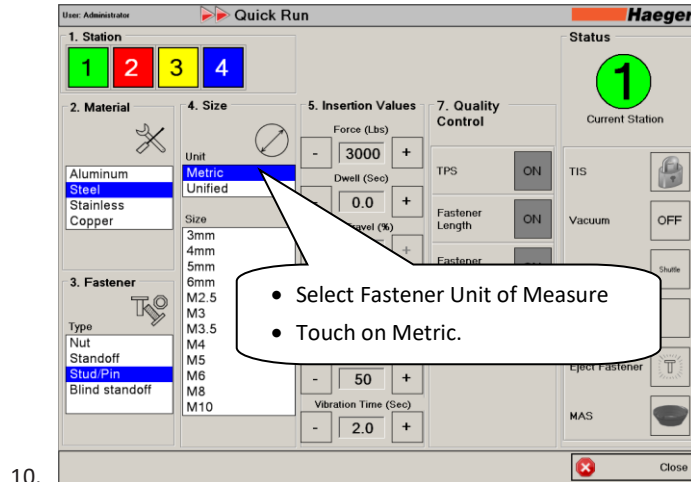 User: Administrator
Quick Run
Haeger
1. Station
1 2 3 4
2. Material
Aluminum
Steel
Stainless
Copper
3. Fastener
Type
Nut
Standoff
Stud/Pin
Blind standoff
4. Size
Unit
Metric
Unified
Size
3mm
4mm
5mm
6mm
M2.5
M3
M3.5
M4
M5
M6
M8
M10
5. Insertion Values
Force (Lbs)
- 3000 +
Dwell (Sec)
- 0.0 +
(%)
+
- 50 +
Vibration Time (Sec)
- 2.0 +
7. Quality
Control
TPS ON
Fastener
Length
ON
Fastener
Status
1
Current Station
TIS
Vacuum OFF
Shuttle
Eject Fastener
T
MAS
Close
• Select Fastener Unit of Measure
• Touch on Metric.
10.